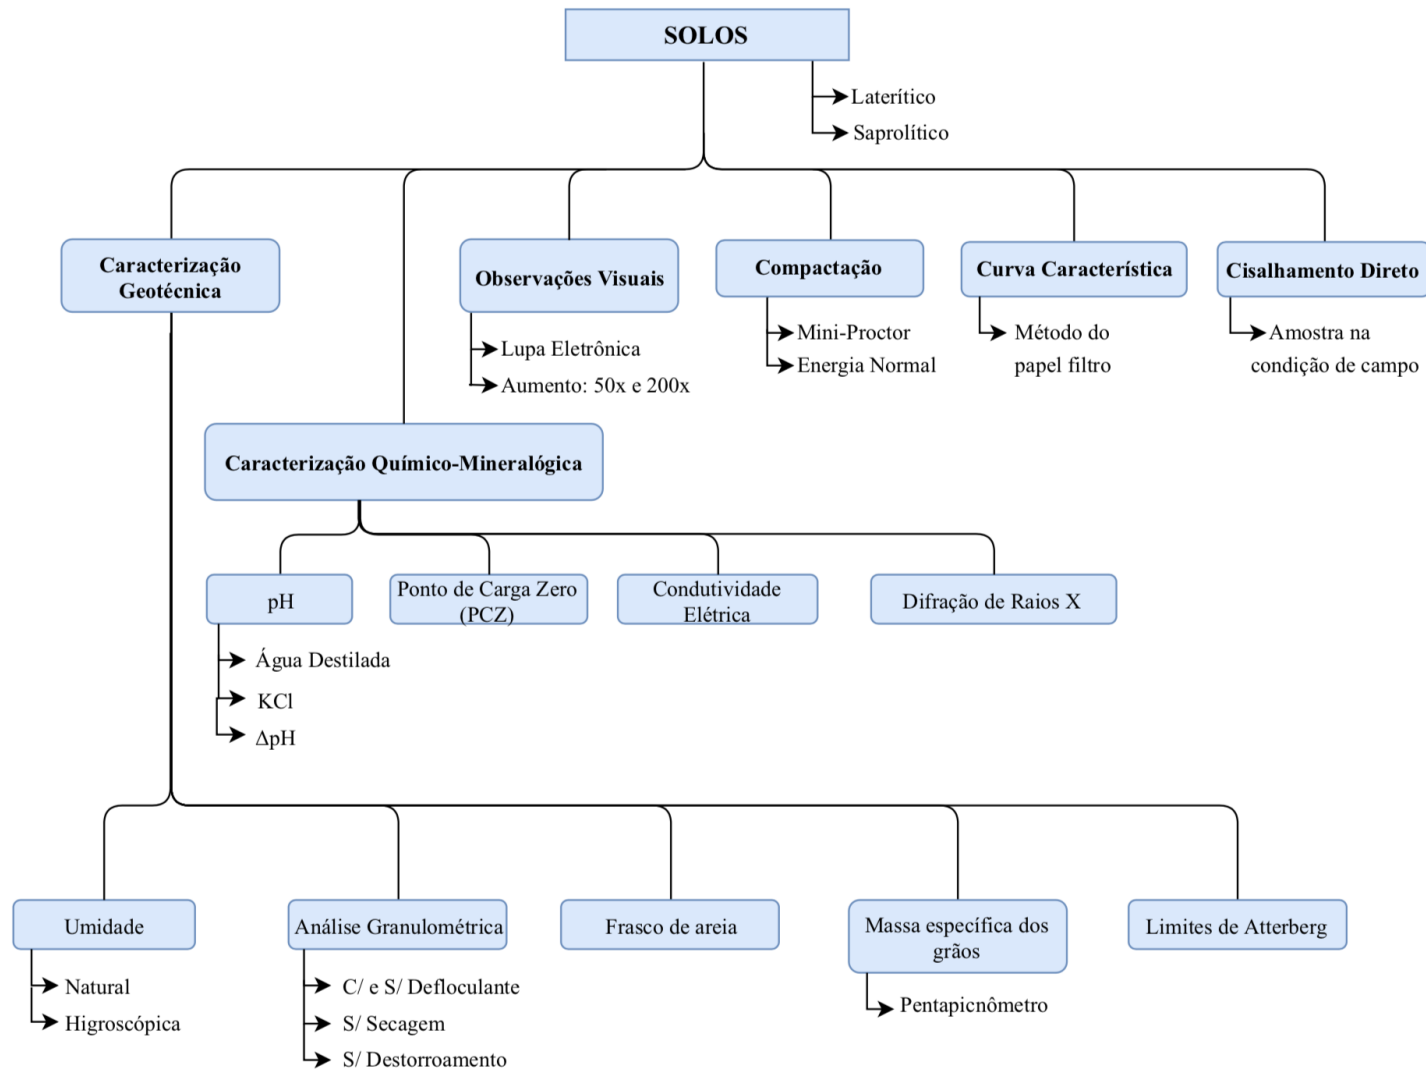 SOLOS
Laterítico
Saprolítico
Caracterização
Geotécnica
Observações Visuais
Lupa Eletrônica
Aumento: 50x e 200x
Compactação
Mini-Proctor
Energia Normal
Curva Característica
Método do
papel filtro
Cisalhamento Direto
Amostra na
condição de campo
Caracterização Químico-Mineralógica
pH
Água Destilada
KCl
ΔpH
Ponto de Carga Zero
(PCZ)
Condutividade
Elétrica
Difração de Raios X
Umidade
Natural
Higroscópica
Análise Granulométrica
C/ e S/ Defloculante
S/ Secagem
S/ Destorroamento
Frasco de areia
Massa específica dos
grãos
Pentapicnômetro
Limites de Atterberg